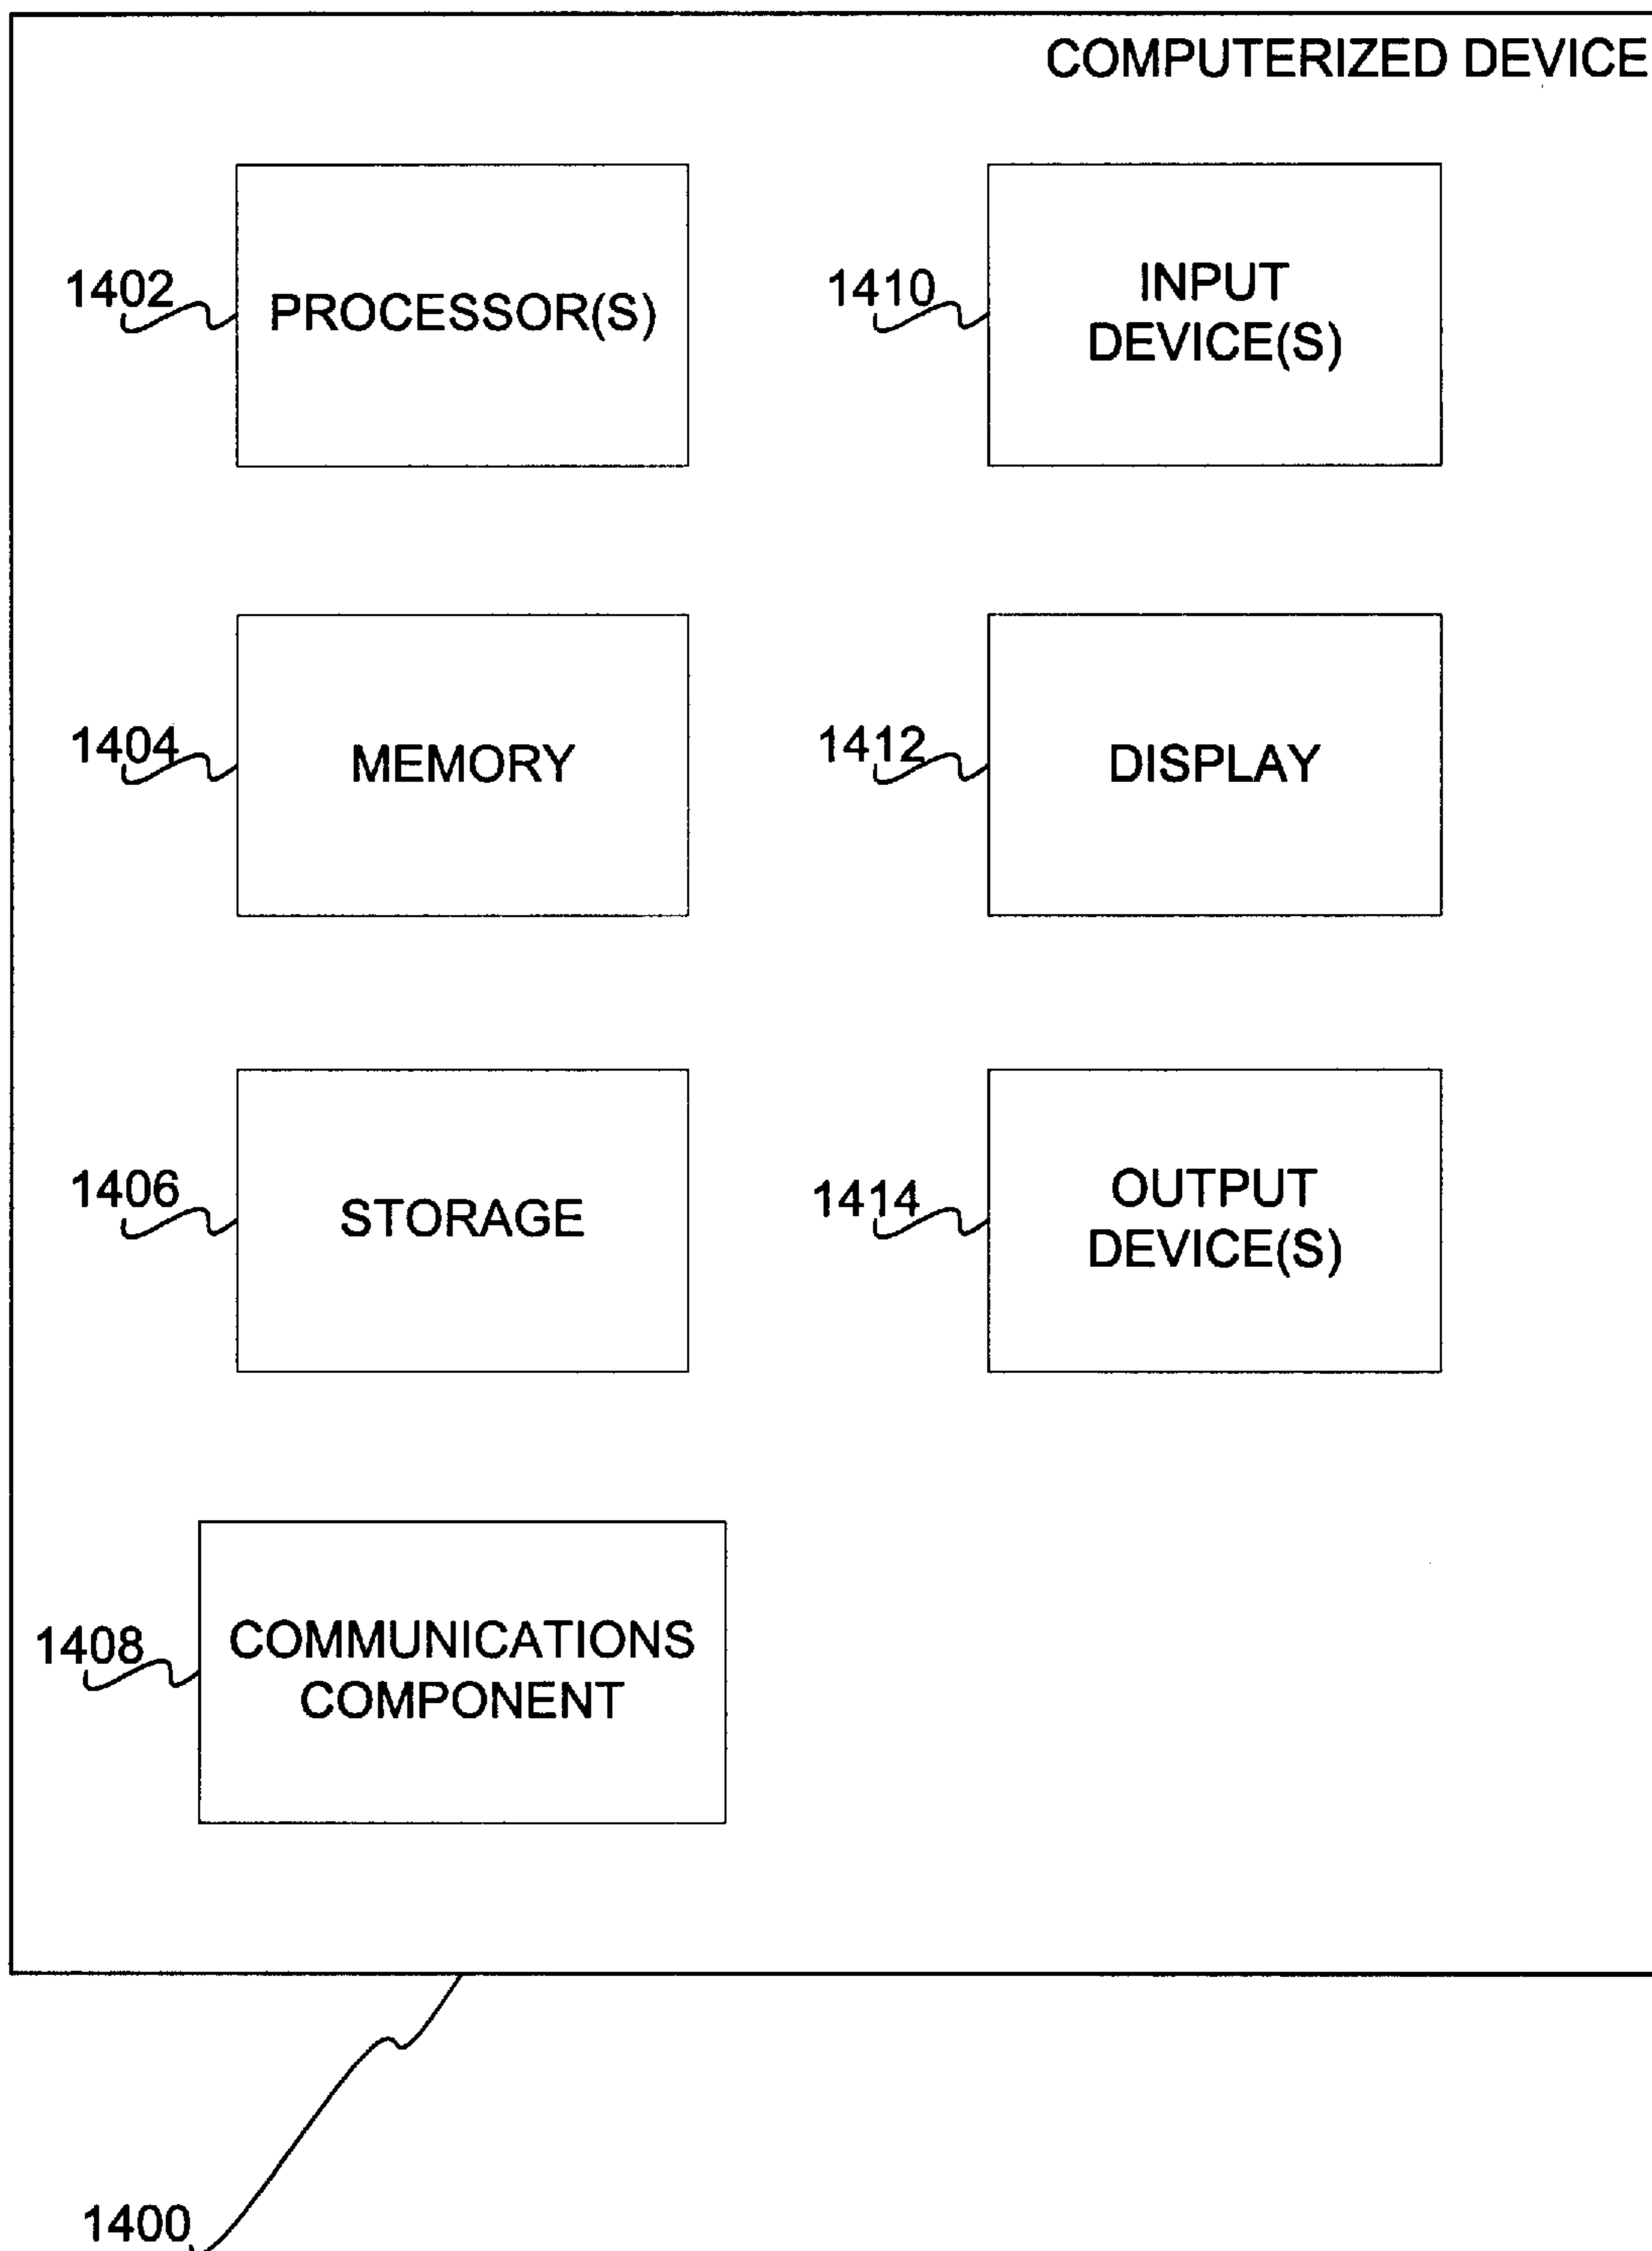 COMPUTERIZED DEVICE
1402
PROCESSOR(S)
1410
INPUT
DEVICE(S)
1404
MEMORY
1412
DISPLAY
1406
STORAGE
1414
OUTPUT
DEVICE(S)
1408
COMMUNICATIONS
COMPONENT
1400